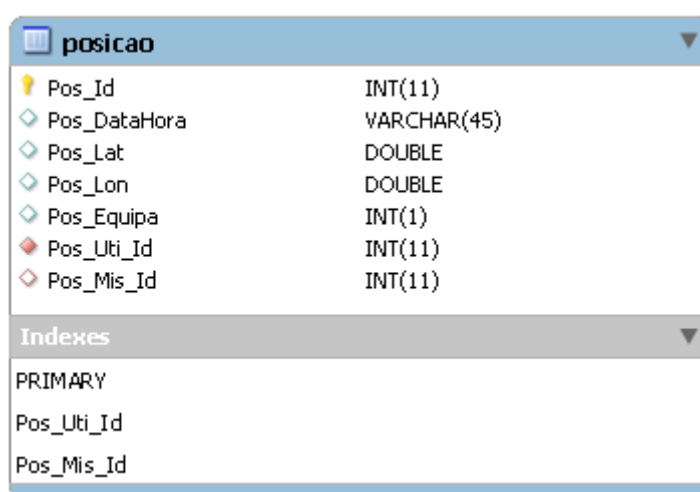 posicao
Pos_Id INT(11)
Pos_DataHora VARCHAR(45)
Pos_Lat DOUBLE
Pos_Lon DOUBLE
Pos_Equipa INT(1)
Pos_Uti_Id INT(11)
Pos_Mis_Id INT(11)
Indexes
PRIMARY
Pos_Uti_Id
Pos_Mis_Id